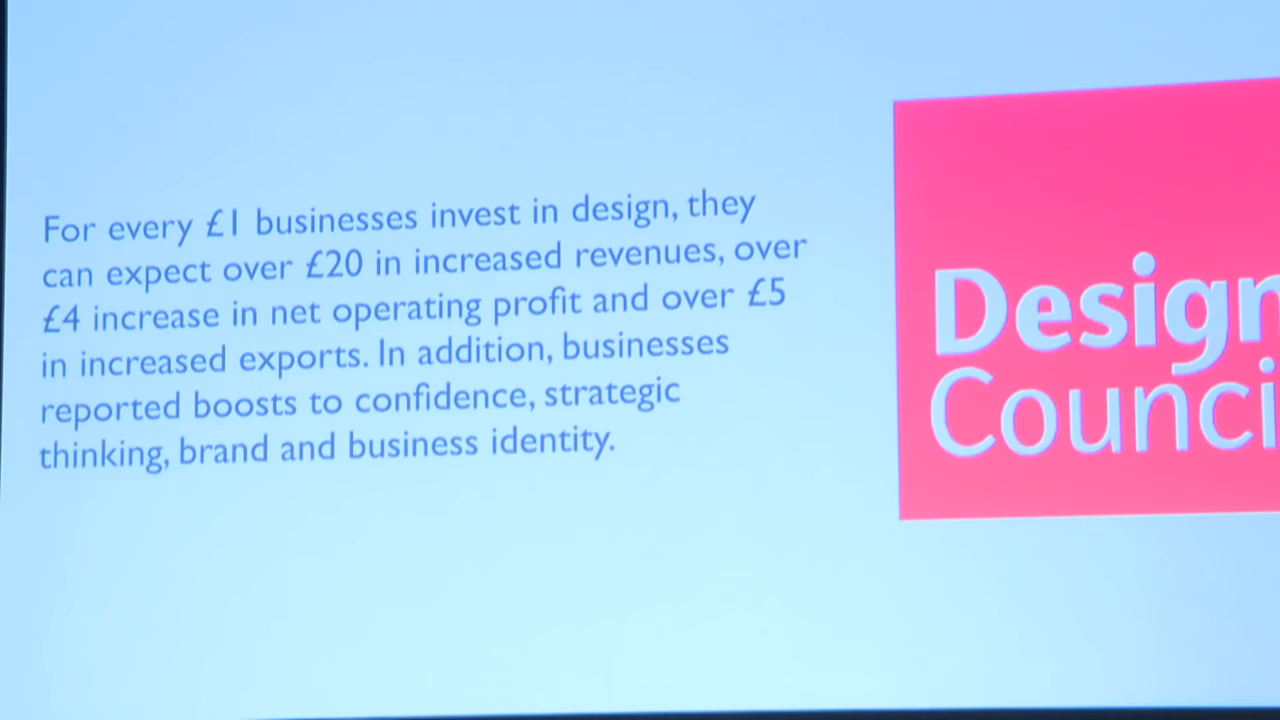 For every £1 businesses invest in design, they
can expect over £20 in increased revenues, over
£4 increase in net operating profit and over £5
in increased exports. In addition, businesses
reported boosts to confidence, strategic
thinking, brand and business identity.
Design
Counci